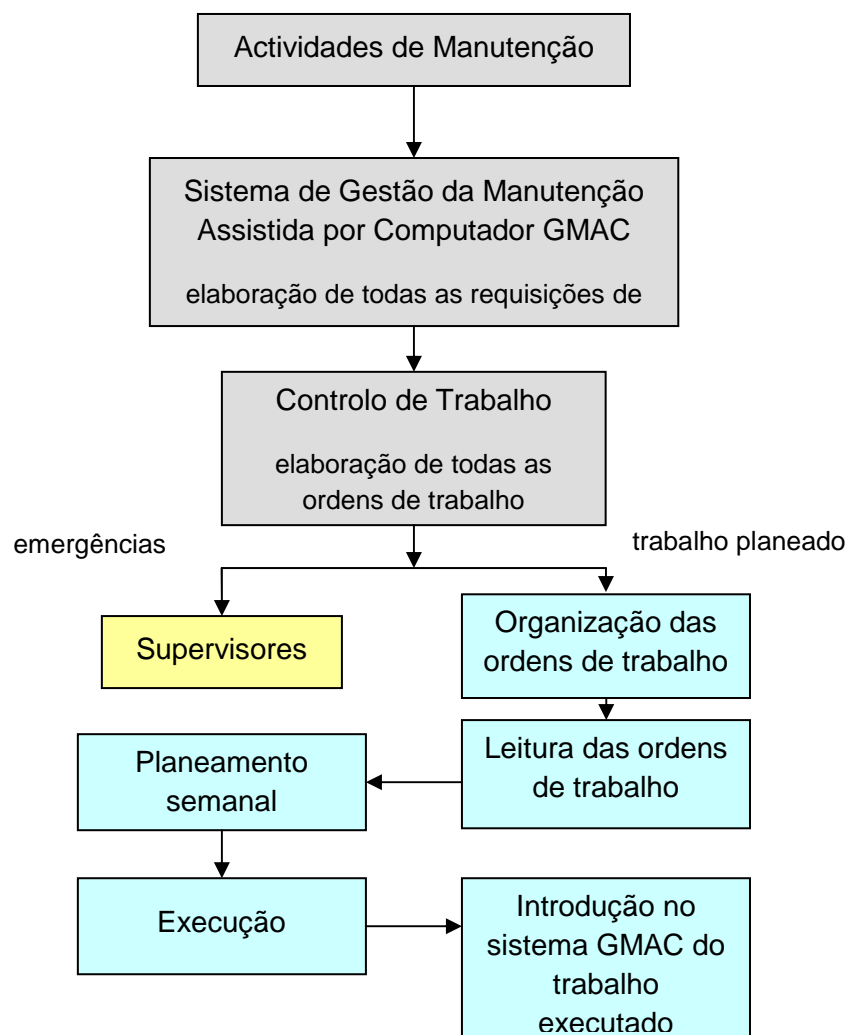 Actividades de Manutenção
Sistema de Gestão da Manutenção
Assistida por Computador GMAC
elaboração de todas as requisições de
Controlo de Trabalho
elaboração de todas as
ordens de trabalho
emergências
trabalho planeado
Supervisores
Organização das
ordens de trabalho
Leitura das ordens
de trabalho
Planeamento
semanal
Execução
Introdução no
sistema GMAC do
trabalho
executado